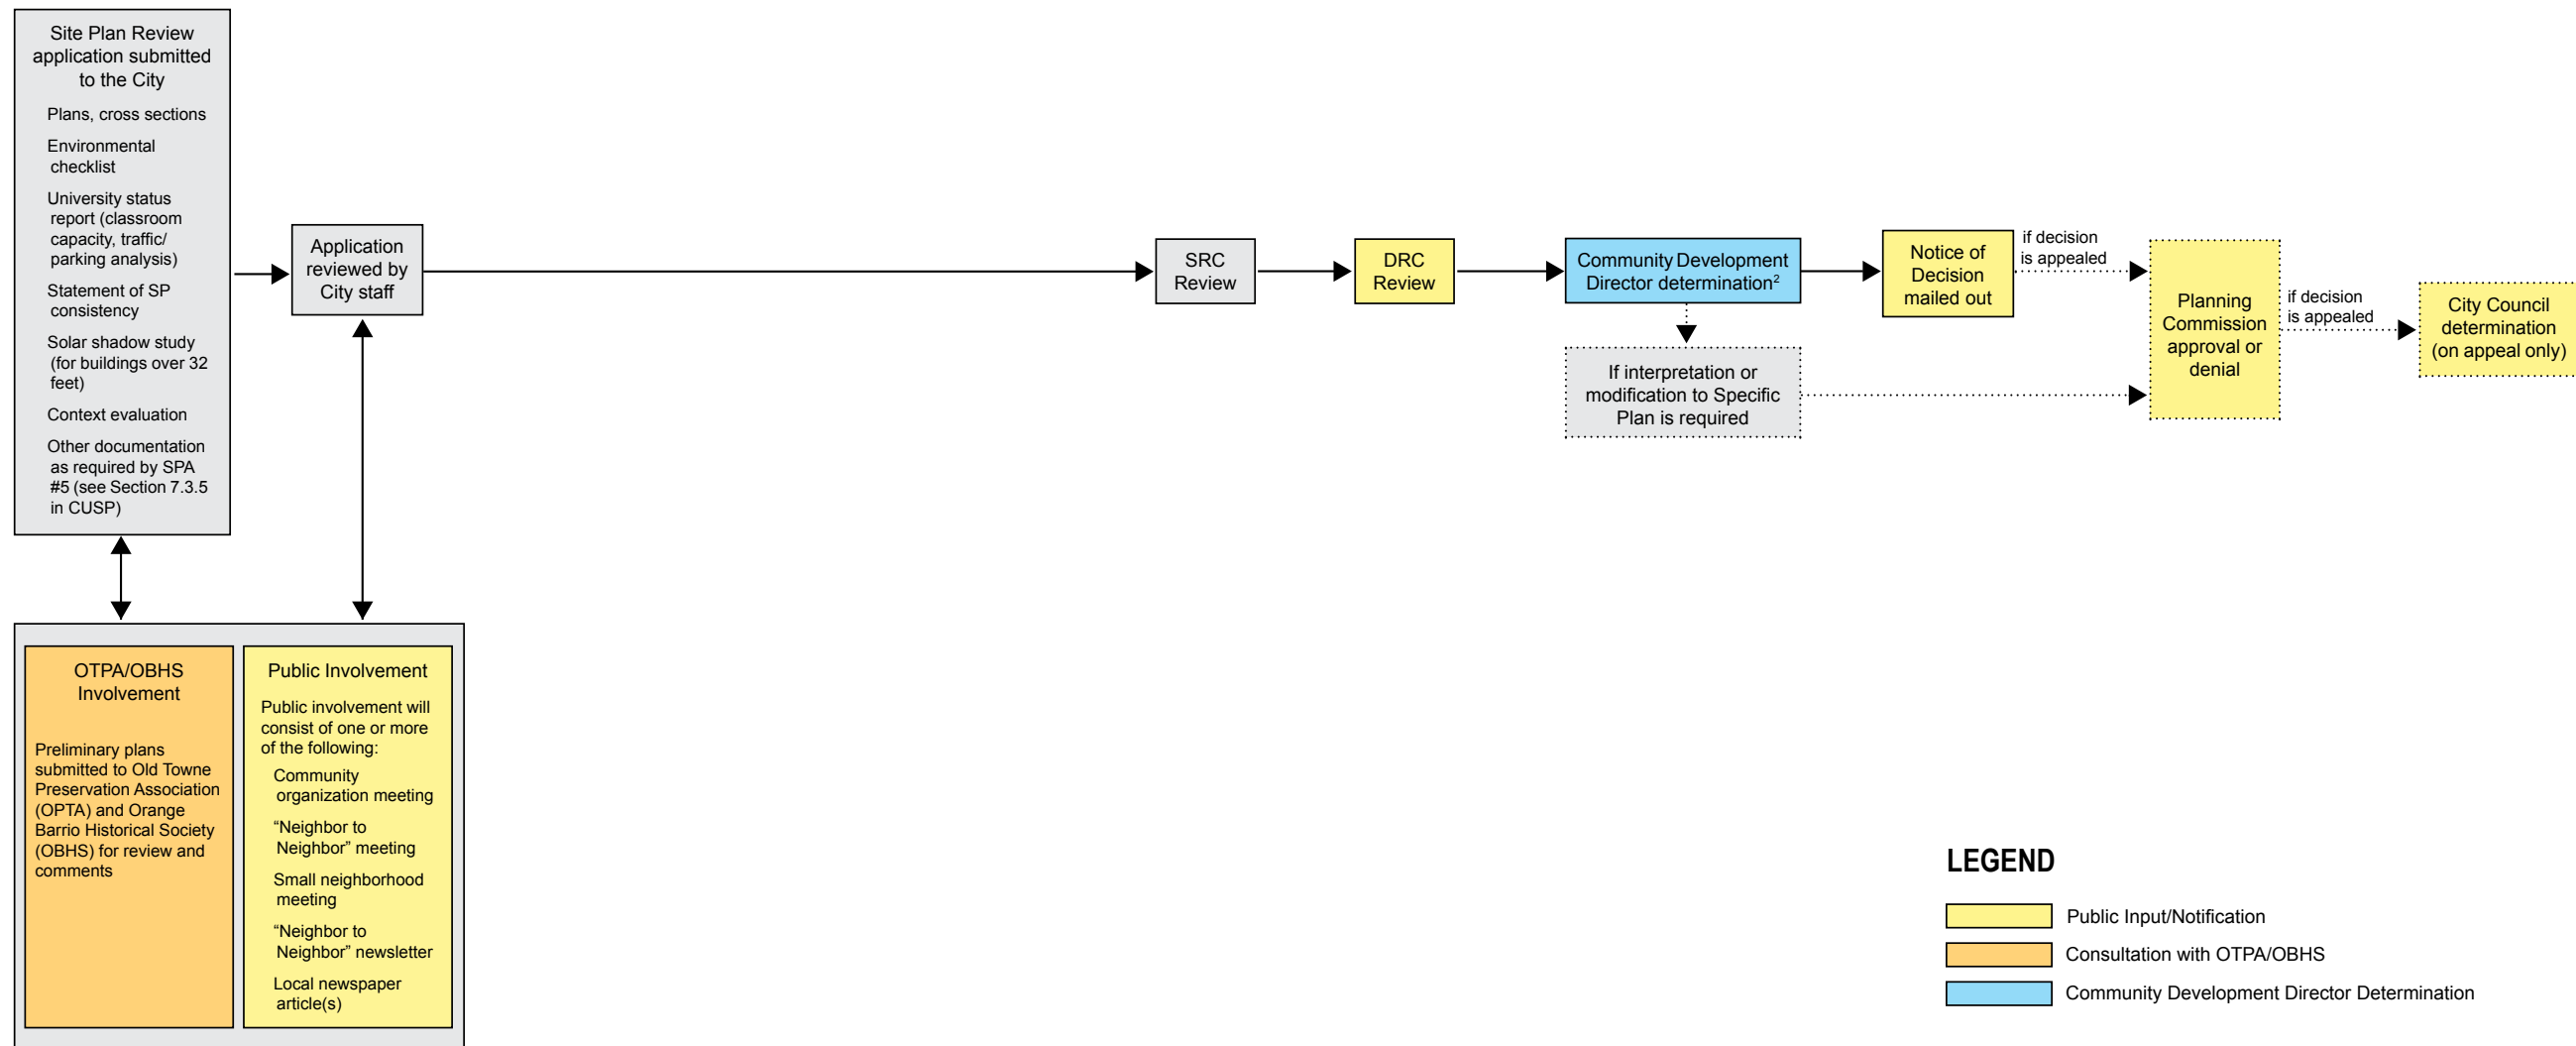 Site Plan Review
application submitted
to the City
Plans, cross sections
Environmental
checklist
University status
report (classroom
capacity, traffic/
parking analysis)
Statement of SP
consistency
Solar shadow study
(for buildings over 32
feet)
Context evaluation
Other documentation
as required by SPA
#5 (see Section 7.3.5
in CUSP)
Application
reviewed by
City staff
SRC
Review
DRC
Review
Community Development
Director determination²
If interpretation or
modification to Specific
Plan is required
Notice of
Decision
mailed out
if decision
is appealed
Planning
Commission
approval or
denial
if decision
is appealed
City Council
determination
(on appeal only)
OTPA/OBHS
Involvement
Preliminary plans
submitted to Old Towne
Preservation Association
(OPTA) and Orange
Barrio Historical Society
(OBHS) for review and
comments
Public Involvement
Public involvement will
consist of one or more
of the following:
Community
organization meeting
“Neighbor to
Neighbor” meeting
Small neighborhood
meeting
“Neighbor to
Neighbor” newsletter
Local newspaper
article(s)
LEGEND
Public Input/Notification
Consultation with OTPA/OBHS
Community Development Director Determination